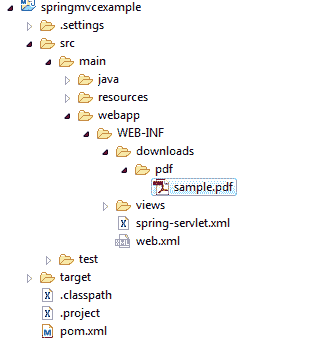 springmvcexample
.settings
src
main
java
resources
webapp
WEB-INF
downloads
pdf
sample.pdf
views
spring-servlet.xml
web.xml
test
target
.classpath
.project
pom.xml